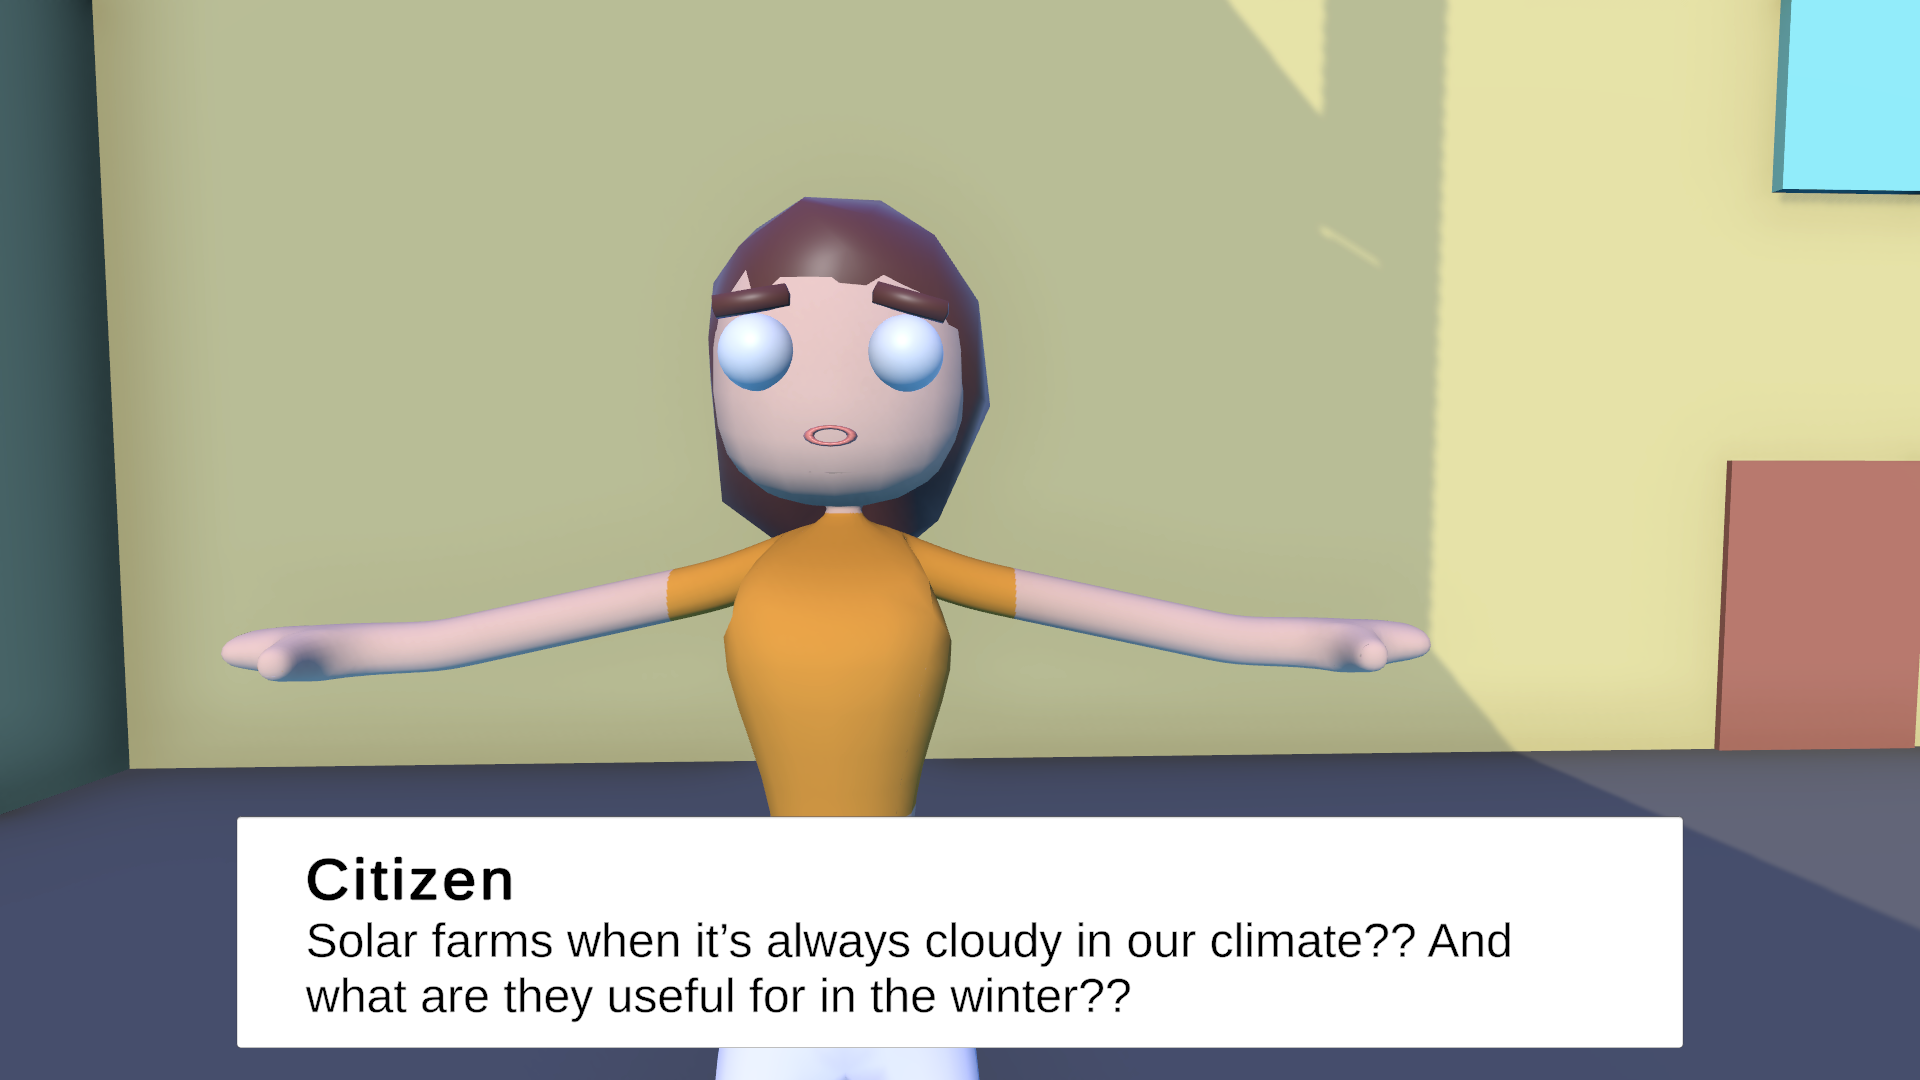 Citizen
Solar farms when it’s always cloudy in our climate?? And
what are they useful for in the winter??